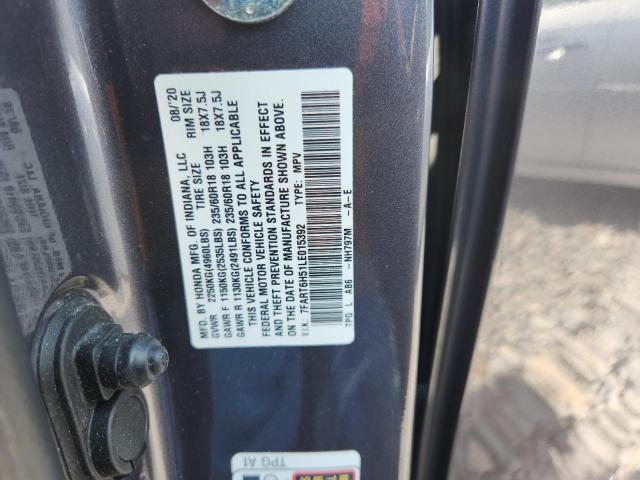 MFD. BY HONDA MFG. OF INDIANA, LLC 08/'20
TIRE SIZE RIM SIZE
GVWR 2250KG(4960LBS)
GAWR F 1150KG(2535LBS) 235/60R18 103H 18X7.5J
GAWR R 1130KG(2491LBS) 235/60R18 103H 18X7.5J
THIS VEHICLE CONFORMS TO ALL APPLICABLE
FEDERAL MOTOR VEHICLE SAFETY
AND THEFT PREVENTION STANDARDS IN EFFECT
ON THE DATE OF MANUFACTURE SHOWN ABOVE.
V.I.N.: 7FART6H51LE015392 TYPE: MPV
TPG L AB6 -NH797M -A-E
TPG A1